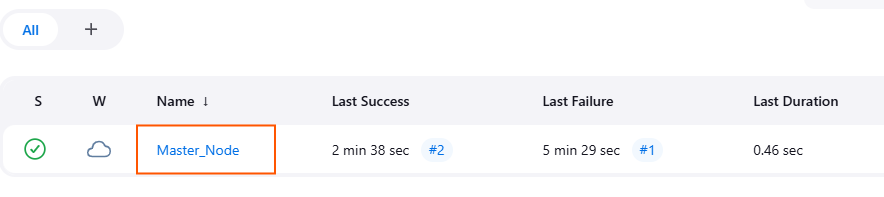 All +
S W Name ↓ Last Success Last Failure Last Duration
Master_Node 2 min 38 sec #2 5 min 29 sec #1 0.46 sec